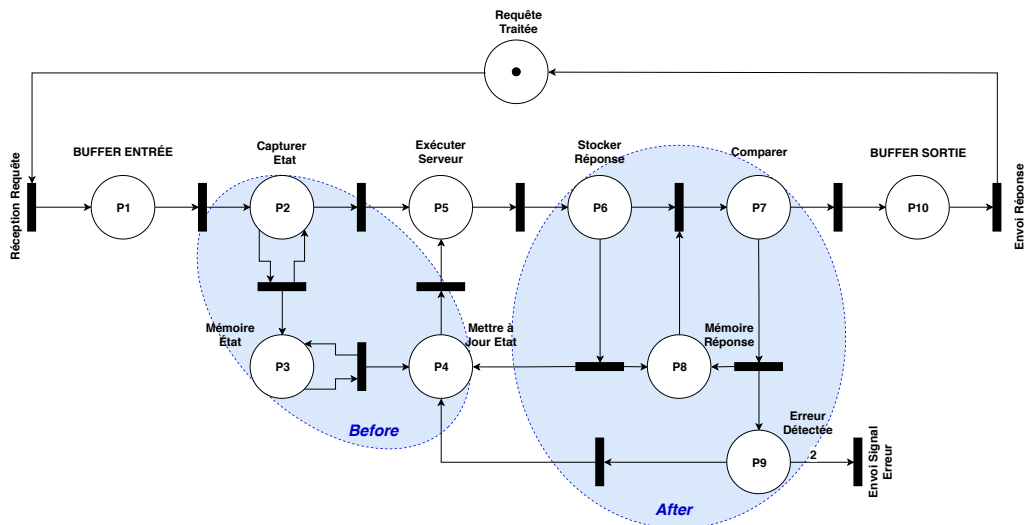 Requête
Traitée
Réception Requête
BUFFER ENTRÉE
Capturer
Etat
Exécuter
Serveur
Stocker
Réponse
Comparer
BUFFER SORTIE
Envoi Réponse
P1
P2
P5
P6
P7
P10
Mémoire
État
Mettre à
Jour Etat
Mémoire
Réponse
P3
P4
P8
Before
Erreur
Détectée
P9
2
Envoi Signal
Erreur
After